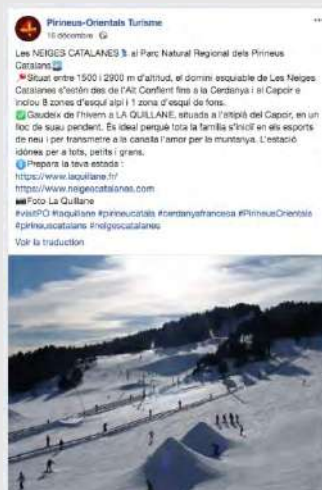 Pirineus-Orientals Turisme
16 décembre
Les NEIGES CATALANES al Parc Natural Regional dels Pirineus
Catalans
Situat entre 1500 i 2900 m d'altitud, el domini esquiable de Les Neiges
Catalanes s'estén des de l'Alt Conflent fins a la Cerdanya i al Capcir e
inclou 8 zones d'esquí alpí i 1 zona d'esquí de fons.
Gaudeix de l'hivern a LA QUILLANE, situada a l'altiplà del Capcir, en un
lloc de suau pendent. És ideal perquè tota la família s'iniciï en els esports
de neu i per transmetre a la canalla l'amor per la muntanya. L'estació
idònea per a tots, petits i grans.
Prepara la teva estada :
https://www.laquillane.fr/
https://www.neigescatalanes.com
Foto La Quillane
#visitPO #laquillane #pirineucatala #cerdanyafrancesa #PirineusOrientals
#pirineuscatalans #neigescatalanes
Voir la traduction